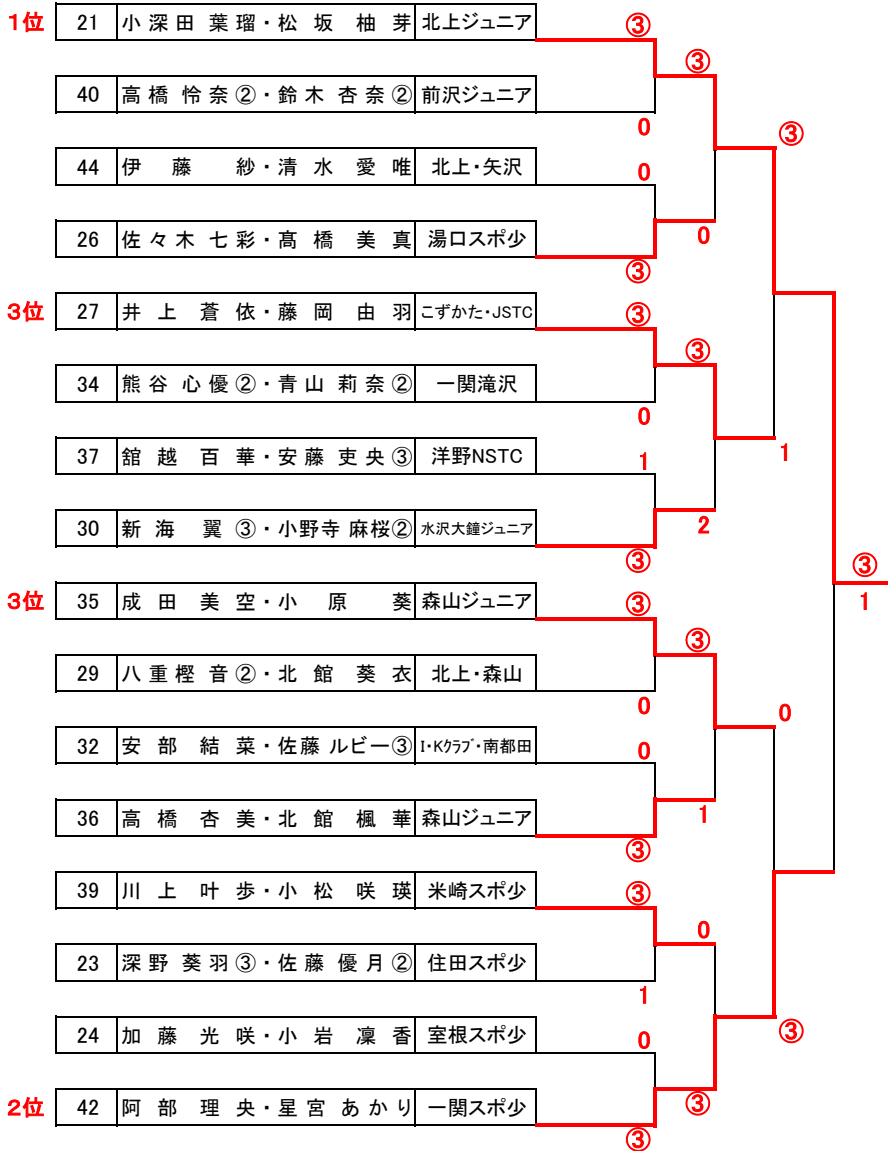 1位 21 小深田 葉瑠・松坂 柚芽 北上ジュニア ③
③
40 高橋 怜奈②・鈴木 杏奈② 前沢ジュニア
0 ③
44 伊藤 紗・清水 愛唯 北上・矢沢 0
0
26 佐々木 七彩・髙橋 美真 湯口スポ少
③
3位 27 井上 蒼依・藤岡 由羽 こずかた・JSTC ③
③
34 熊谷 心優②・青山 莉奈② 一関滝沢
0
37 舘越 百華・安藤 吏央③ 洋野NSTC 1 1
2
30 新海 翼③・小野寺 麻桜② 水沢大鐘ジュニア
③ ③
3位 35 成田 美空・小原 葵 森山ジュニア ③ 1
③
29 八重樫 音②・北館 葵衣 北上・森山
0 0
32 安部 結菜・佐藤 ルビー③ I・Kクラブ・南都田 0
1
36 高橋 杏美・北館 楓華 森山ジュニア
③
39 川上 叶歩・小松 咲瑛 米崎スポ少 ③
0
23 深野 葵羽③・佐藤 優月② 住田スポ少
1
24 加藤 光咲・小岩 凜香 室根スポ少 0 ③
③
2位 42 阿部 理央・星宮 あかり 一関スポ少
③